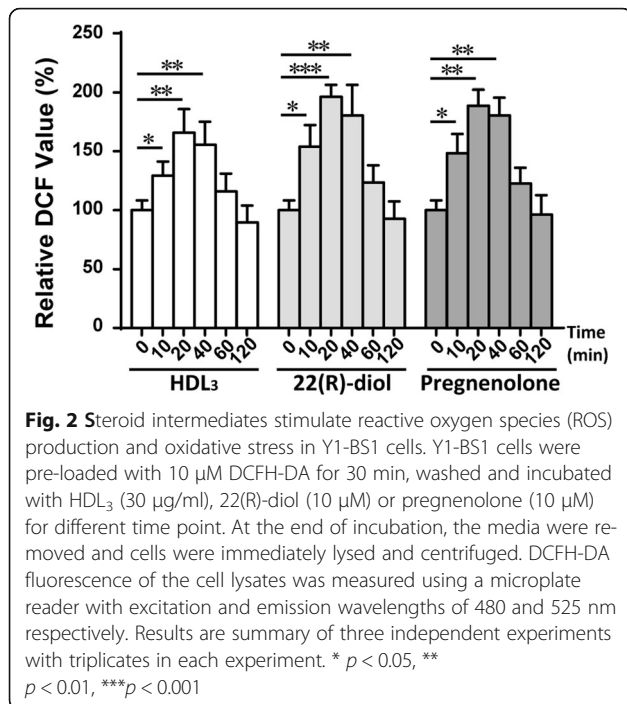 ** ** **
** *** **
* * *
250
200
150
100
50
0
Relative DCF Value (%)
0 10 20 40 60 120 0 10 20 40 60 120 0 10 20 40 60 120 Time
(min)
HDL₃ 22(R)-diol Pregnenolone
Fig. 2 Steroid intermediates stimulate reactive oxygen species (ROS)
production and oxidative stress in Y1-BS1 cells. Y1-BS1 cells were
pre-loaded with 10 μM DCFH-DA for 30 min, washed and incubated
with HDL₃ (30 μg/ml), 22(R)-diol (10 μM) or pregnenolone (10 μM)
for different time point. At the end of incubation, the media were re-
moved and cells were immediately lysed and centrifuged. DCFH-DA
fluorescence of the cell lysates was measured using a microplate
reader with excitation and emission wavelengths of 480 and 525 nm
respectively. Results are summary of three independent experiments
with triplicates in each experiment. * p < 0.05, **
p < 0.01, ***p < 0.001